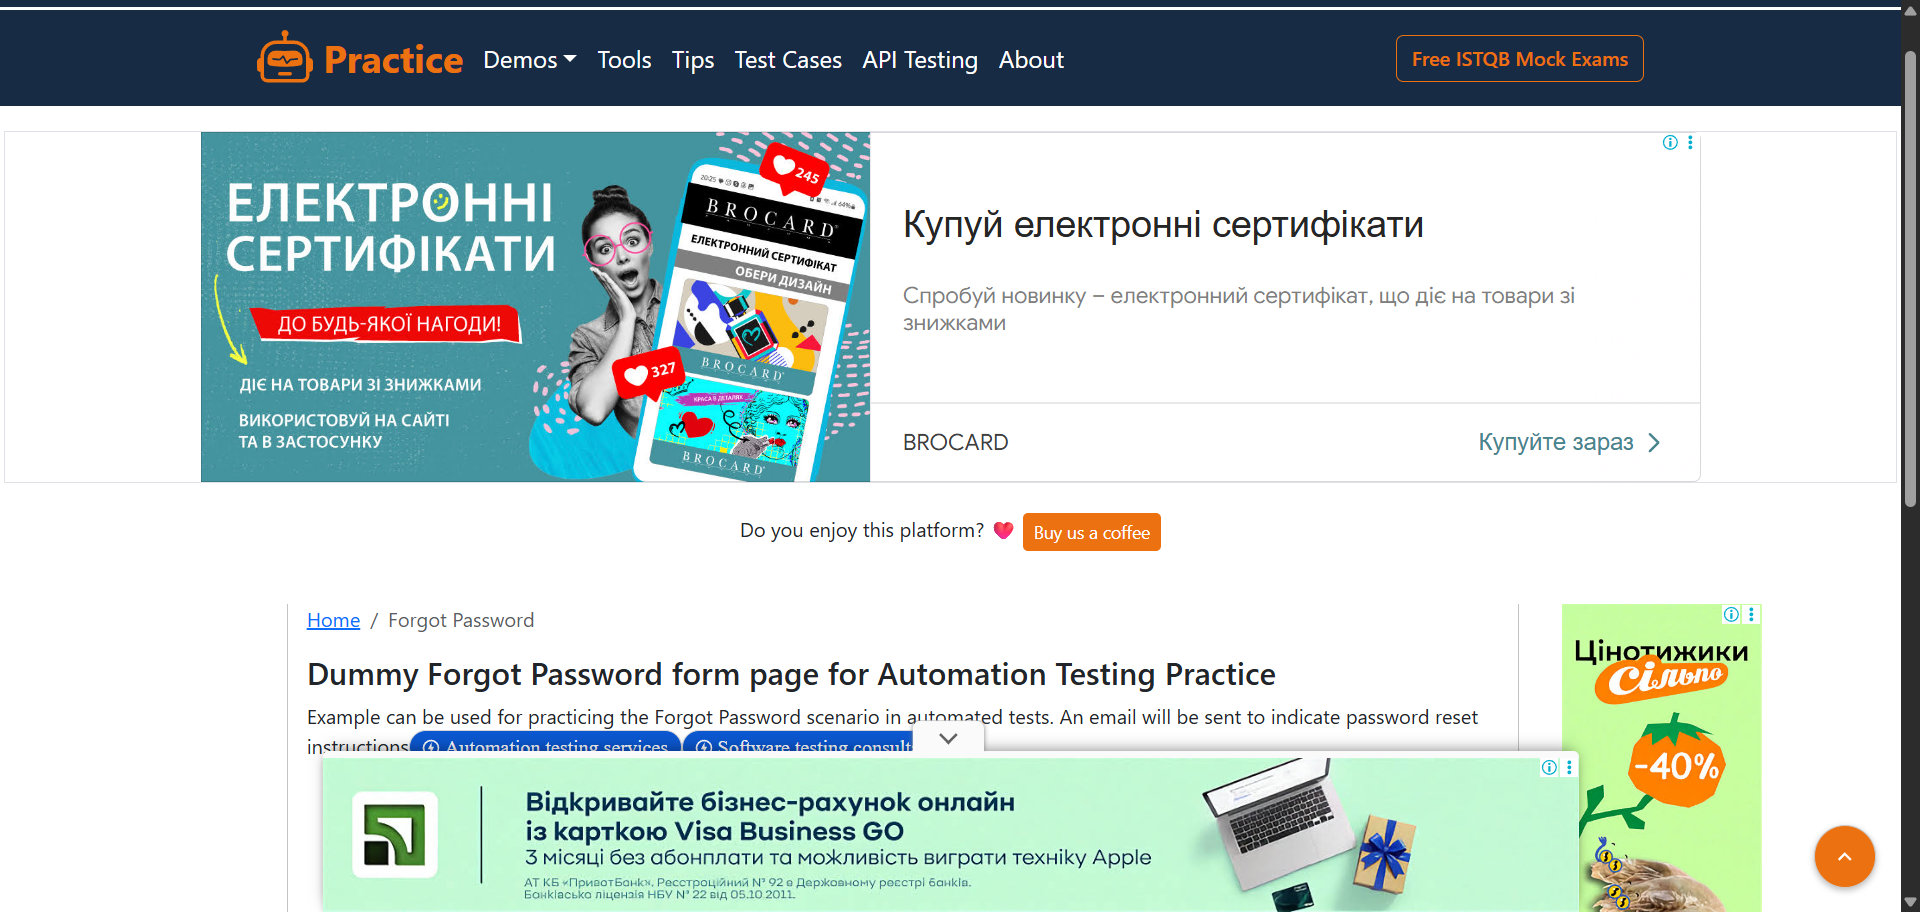 Practice
Demos
Tools
Tips
Test Cases
API Testing
About
Free ISTQB Mock Exams
ЕЛЕКТРОННІ
СЕРТИФІКАТИ
ДО БУДЬ-ЯКОЇ НАГОДИ!
ДІЄ НА ТОВАРИ ЗІ ЗНИЖКАМИ
ВИКОРИСТОВУЙ НА САЙТІ
ТА В ЗАСТОСУНКУ
245
20:25
64%
BROCARD
ЕЛЕКТРОННИЙ СЕРТИФІКАТ
ОБЕРИ ДИЗАЙН
BROCARD
327
КРАСА В ДЕТАЛЯХ
BROCARD
Купуй електронні сертифікати
Спробуй новинку – електронний сертифікат, що діє на товари зі
знижками
BROCARD
Купуйте зараз
Do you enjoy this platform?
Buy us a coffee
Home / Forgot Password
Dummy Forgot Password form page for Automation Testing Practice
Example can be used for practicing the Forgot Password scenario in automated tests. An email will be sent to indicate password reset
instructions
Automation testing services
Software testing consult
Відкривайте бізнес-рахунок онлайн
із карткою Visa Business GO
3 місяці без абонплати та можливість виграти техніку Apple
АТ КБ «ПриватБанк». Реєстраційний № 92 в Державному реєстрі банків.
Банківська ліцензія НБУ № 22 від 05.10.2011.
Цінотижики
Сільпо
-40%